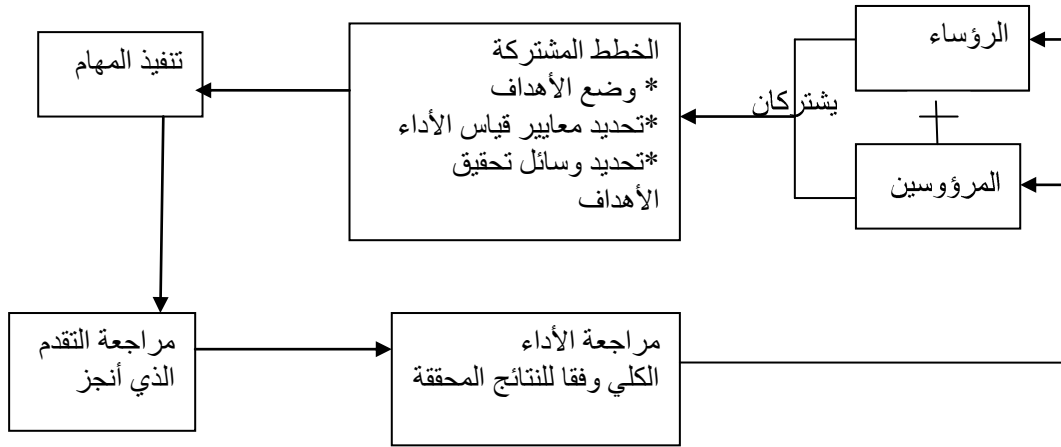 الرؤساء
المرؤوسين
يشتركان
الخطط المشتركة
* وضع الأهداف
*تحديد معايير قياس الأداء
*تحديد وسائل تحقيق
الأهداف
تنفيذ المهام
مراجعة التقدم
الذي أنجز
مراجعة الأداء
الكلي وفقا للنتائج المحققة